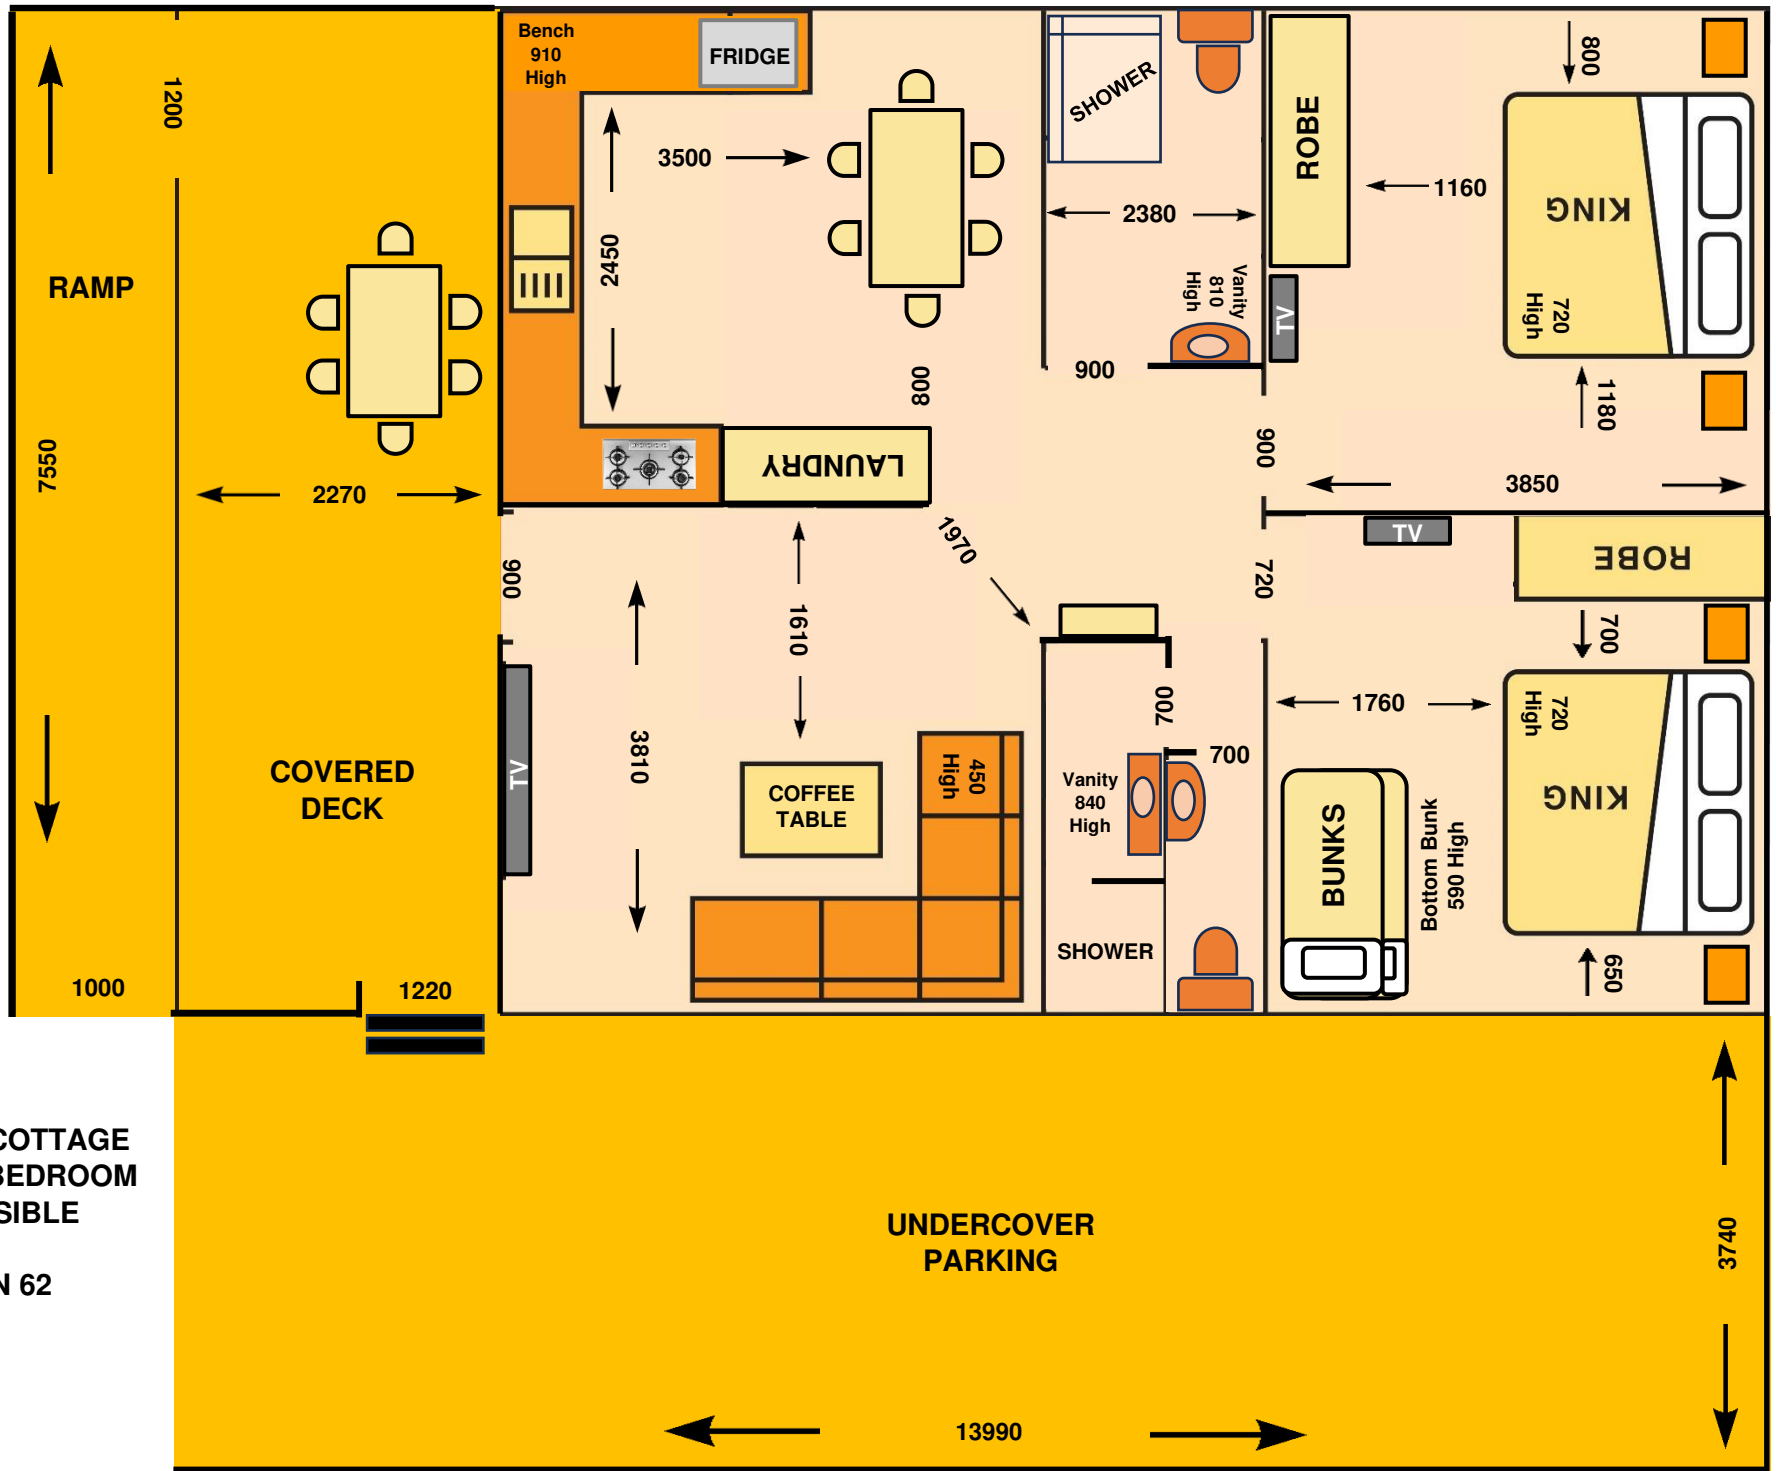 Bench
910
High
FRIDGE
1200
3500
2450
RAMP
7550
2270
LAUNDRY
800
SHOWER
2380
Vanity
810
High
900
ROBE
TV
800
1160
KING
720
High
1180
900
3850
900
1970
1610
3810
TV
COVERED
DECK
COFFEE
TABLE
450
High
1000
1220
720
TV
ROBE
700
700
700
Vanity
840
High
SHOWER
1760
KING
720
High
BUNKS
Bottom Bunk
590 High
650
COTTAGE
BEDROOM
SIBLE
N 62
UNDERCOVER
PARKING
3740
13990